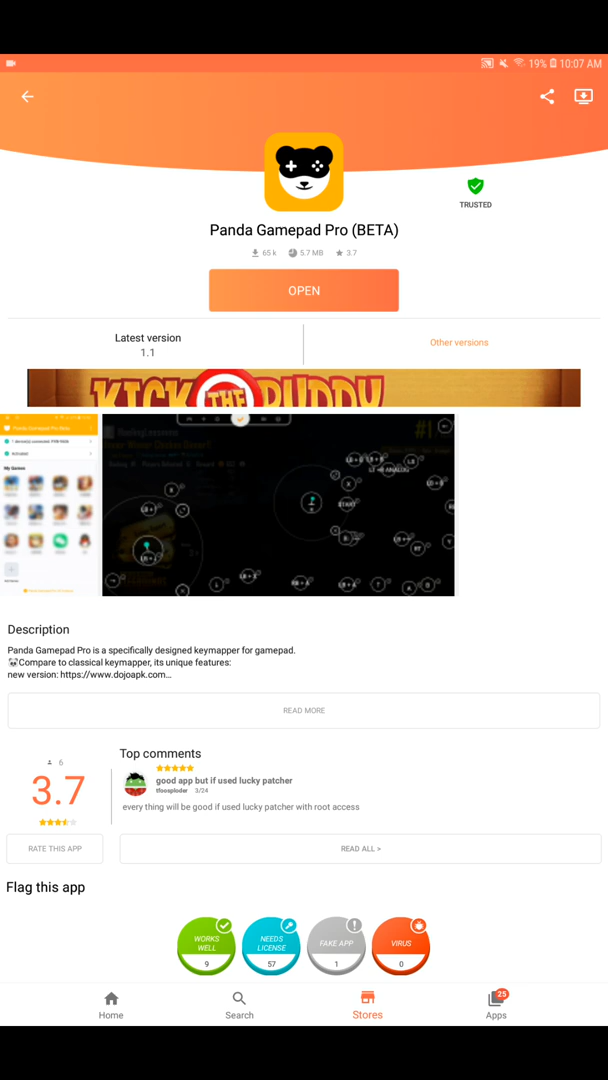 19% 10:07 AM
TRUSTED
Panda Gamepad Pro (BETA)
65 k 5.7 MB 3.7
OPEN
Latest version
1.1
Other versions
KICK THE BUDDY
My Games
START
Description
Panda Gamepad Pro is a specifically designed keymapper for gamepad.
🐼Compare to classical keymapper, its unique features:
new version: https://www.dojoapk.com…
READ MORE
6
3.7
RATE THIS APP
Top comments
good app but if used lucky patcher
tfoosploder 3/24
every thing will be good if used lucky patcher with root access
READ ALL >
Flag this app
WORKS
WELL
9
NEEDS
LICENSE
57
FAKE APP
1
VIRUS
0
Home
Search
Stores
25
Apps